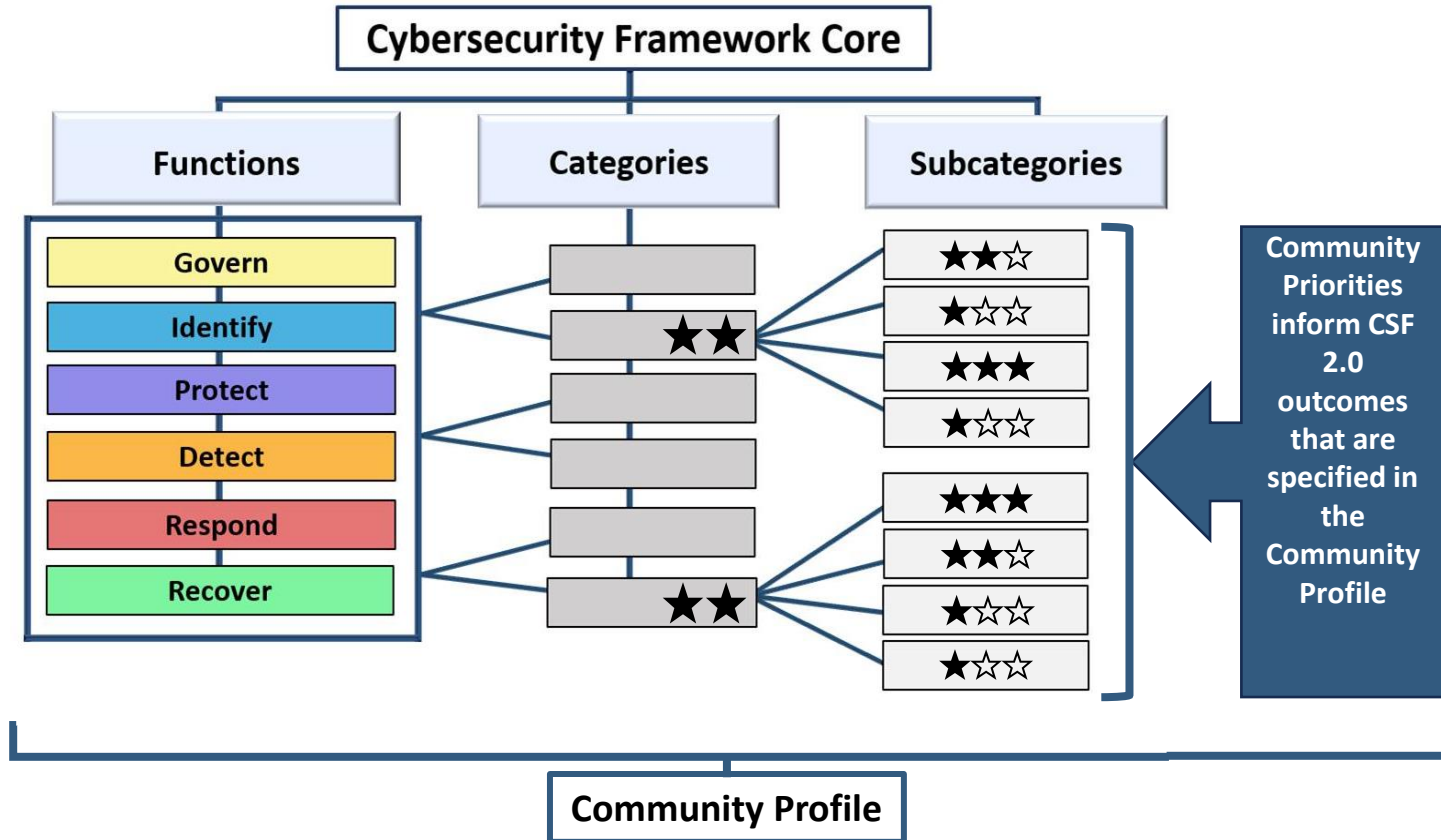 Cybersecurity Framework Core
Functions
Categories
Subcategories
Govern
Identify
Protect
Detect
Respond
Recover
★★
★★
★★☆
★☆☆
★★★
★☆☆
★★★
★★☆
★☆☆
★☆☆
Community
Priorities
inform CSF
2.0
outcomes
that are
specified in
the
Community
Profile
Community Profile